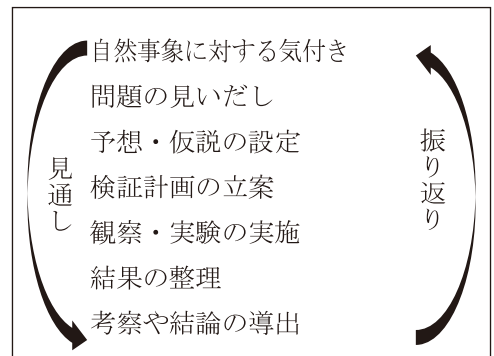 自然事象に対する気付き
問題の見いだし
予想・仮説の設定
検証計画の立案
観察・実験の実施
結果の整理
考察や結論の導出
見通し
振り返り